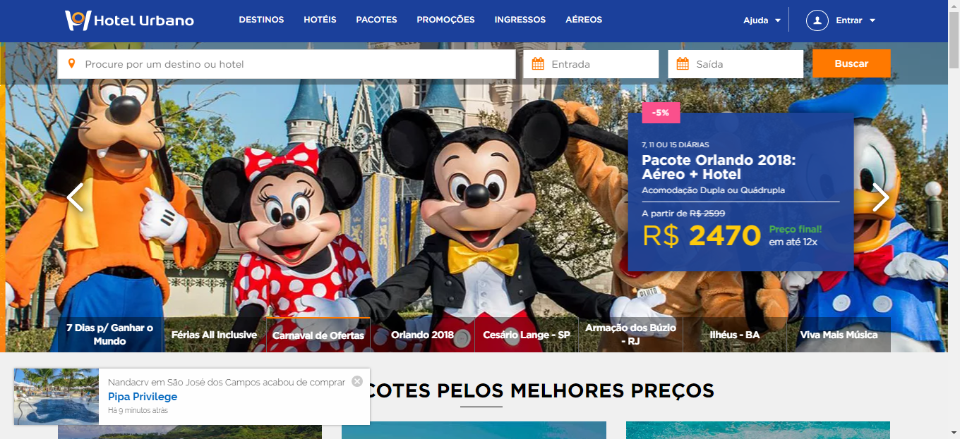 Hotel Urbano
DESTINOS HOTÉIS PACOTES PROMOÇÕES INGRESSOS AÉREOS
Ajuda Entrar
Procure por um destino ou hotel
Entrada
Saída
Buscar
-5%
7, 11 OU 15 DIÁRIAS
Pacote Orlando 2018:
Aéreo + Hotel
Acomodação Dupla ou Quádrupla
A partir de R$ 2599
R$ 2470
Preço final!
em até 12x
7 Dias p/ Ganhar o
Mundo
Férias All Inclusive
Carnaval de Ofertas
Orlando 2018
Cesário Lange - SP
Armação dos Búzio
- RJ
Ilhéus - BA
Viva Mais Música
COTES PELOS MELHORES PREÇOS
Nandacrv em São José dos Campos acabou de comprar
Pipa Privilege
Há 9 minutos atrás